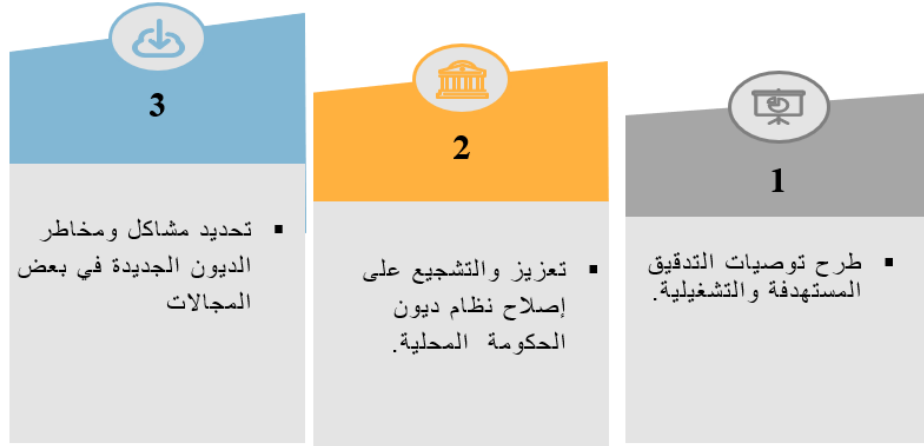 1
▪ طرح توصيات التدقيق
المستهدفة والتشغيلية.
2
▪ تعزيز والتشجيع على
إصلاح نظام ديون
الحكومة المحلية.
3
▪ تحديد مشاكل ومخاطر
الديون الجديدة في بعض
المجالات